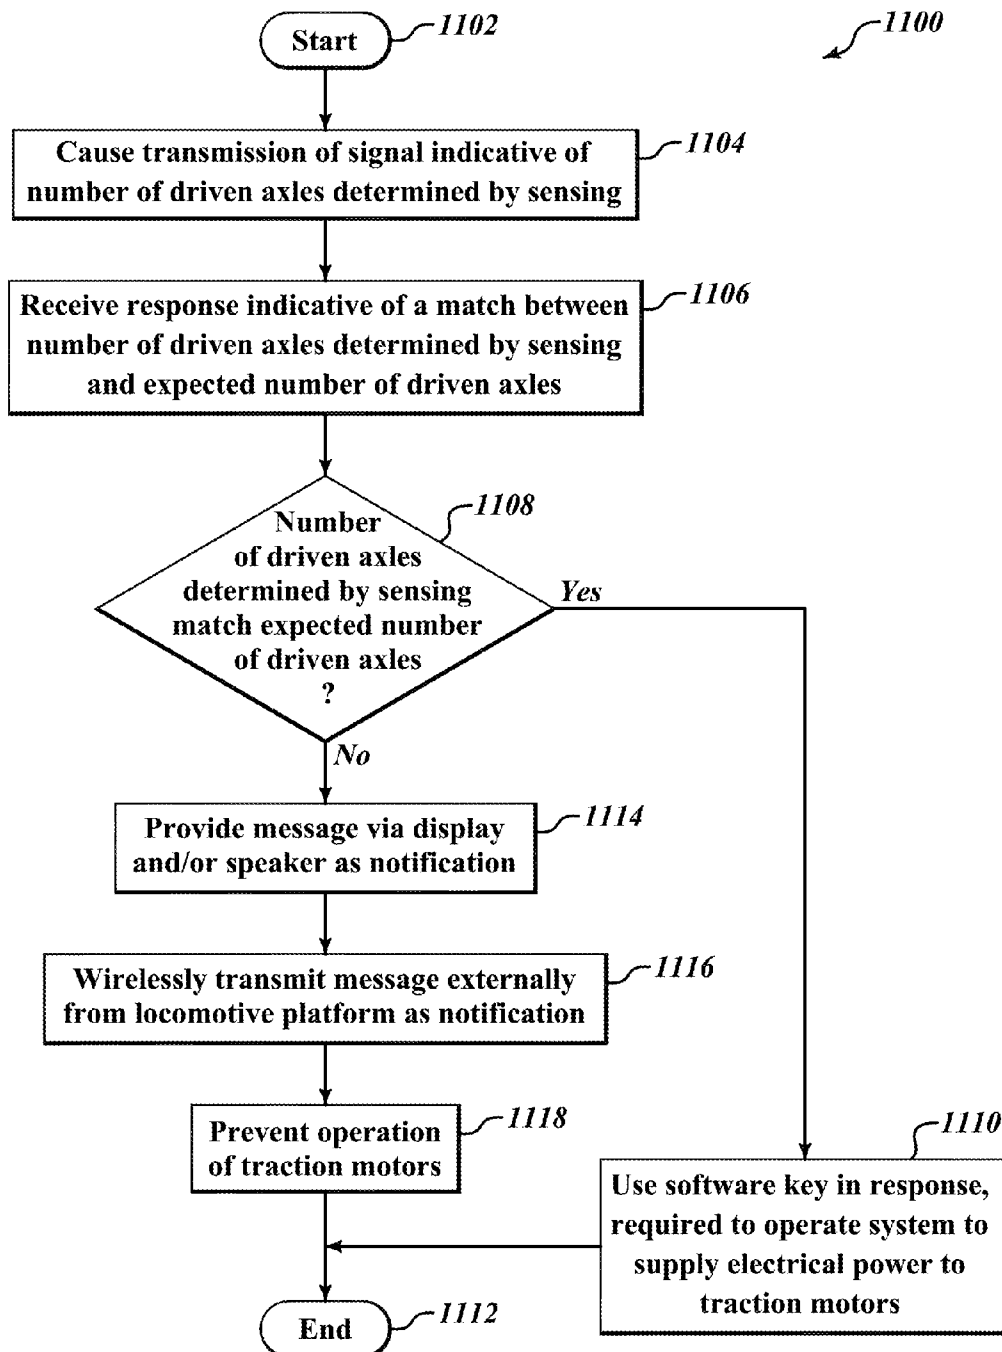 1100
Start
1102
Cause transmission of signal indicative of
number of driven axles determined by sensing
1104
Receive response indicative of a match between
number of driven axles determined by sensing
and expected number of driven axles
1106
Number
of driven axles
determined by sensing
match expected number
of driven axles
?
1108
Yes
No
Provide message via display
and/or speaker as notification
1114
Wirelessly transmit message externally
from locomotive platform as notification
1116
Prevent operation
of traction motors
1118
Use software key in response,
required to operate system to
supply electrical power to
traction motors
1110
End
1112